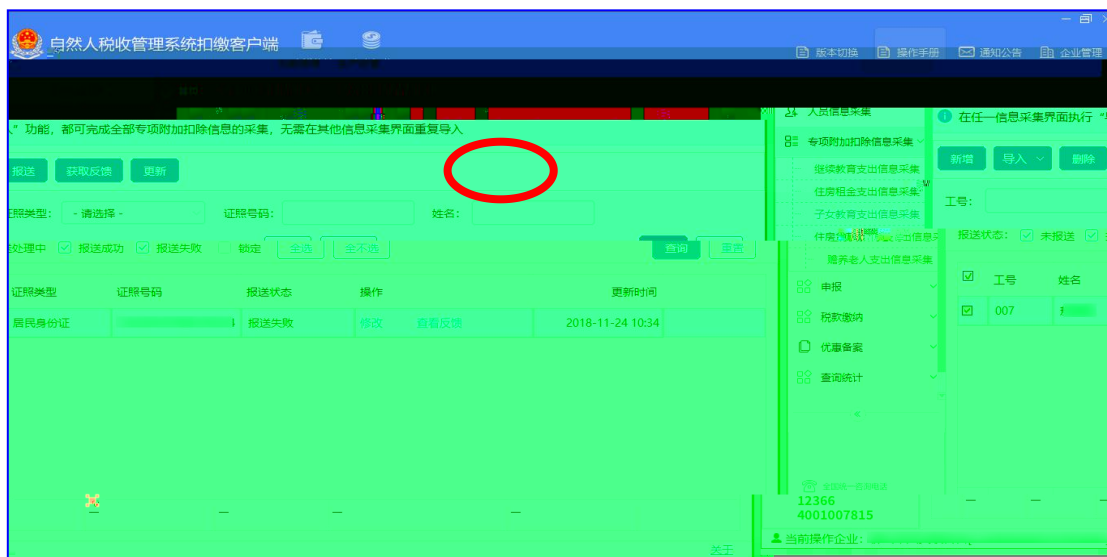 自然人税收管理系统扣缴客户端
版本切换 操作手册 通知公告 企业管理
” 功能，都可完成全部专项附加扣除信息的采集，无需在其他信息采集界面重复导入
人员信息采集
在任一信息采集界面执行 “
专项附加扣除信息采集
报送 获取反馈 更新
继续教育支出信息采集
新增 导入 删除
住房租金支出信息采集
证照类型： - 请选择 - 证照号码： 姓名：
工号：
子女教育支出信息采集
处理中 报送成功 报送失败 锁定 全选 全不选 查询 重置
报送状态： 未报送
赡养老人支出信息采集
证照类型 证照号码 报送状态 操作 更新时间
工号 姓名
申报
居民身份证 报送失败 修改 查看反馈 2018-11-24 10:34
007
税款缴纳
优惠备案
查询统计
全国统一咨询电话
12366
4001007815
当前操作企业：
关于